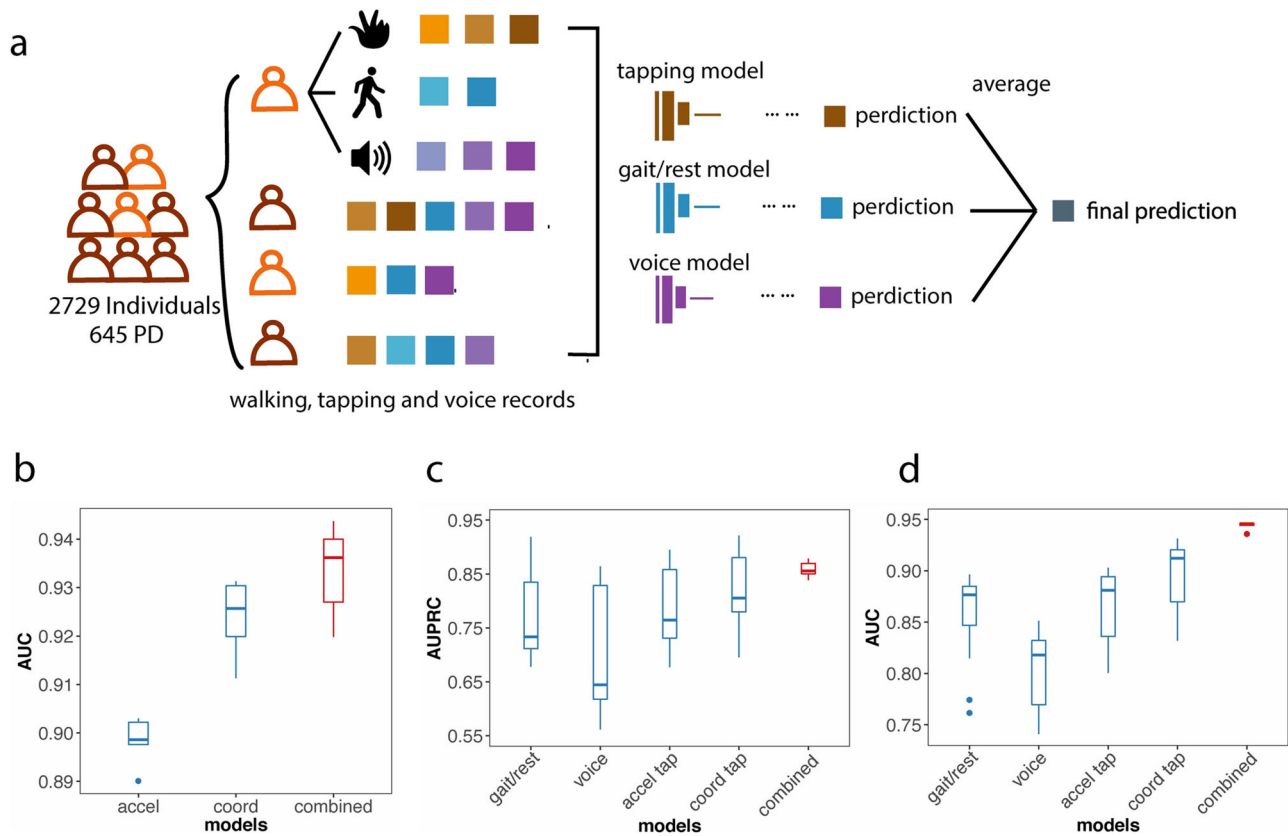 a
tapping model
average
... ... perdiction
gait/rest model
... ... perdiction
final prediction
voice model
... ... perdiction
2729 Individuals
645 PD
walking, tapping and voice records
b
AUC
0.94
0.93
0.92
0.91
0.90
0.89
accel coord combined
models
c
AUPRC
0.95
0.85
0.75
0.65
0.55
gait/rest voice accel tap coord tap combined
models
d
AUC
0.95
0.90
0.85
0.80
0.75
gait/rest voice accel tap coord tap combined
models